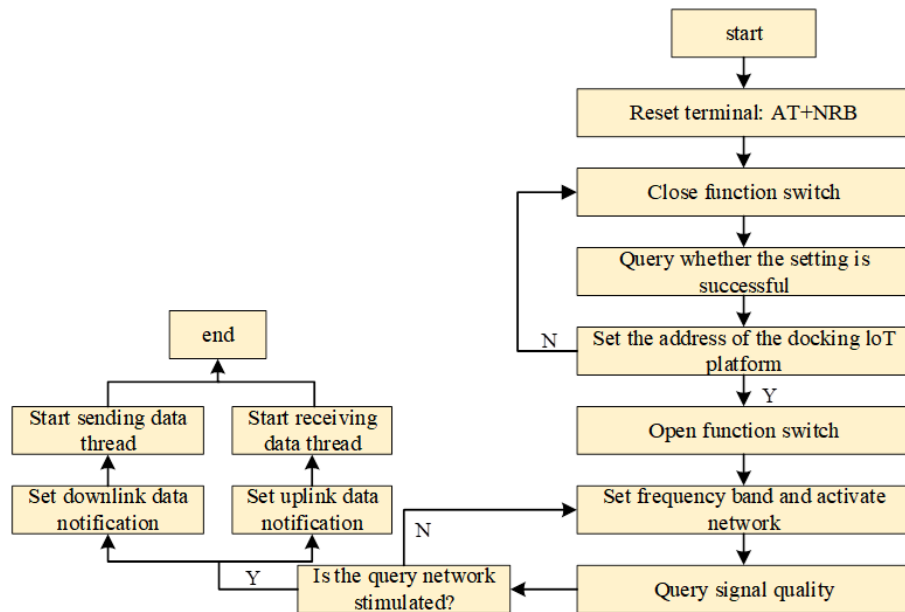 start
Reset terminal: AT+NRB
Close function switch
Query whether the setting is
successful
Set the address of the docking loT
platform
N
Y
Open function switch
Set frequency band and activate
network
Query signal quality
Is the query network
stimulated?
N
Y
Set downlink data
notification
Set uplink data
notification
Start sending data
thread
Start receiving
data thread
end